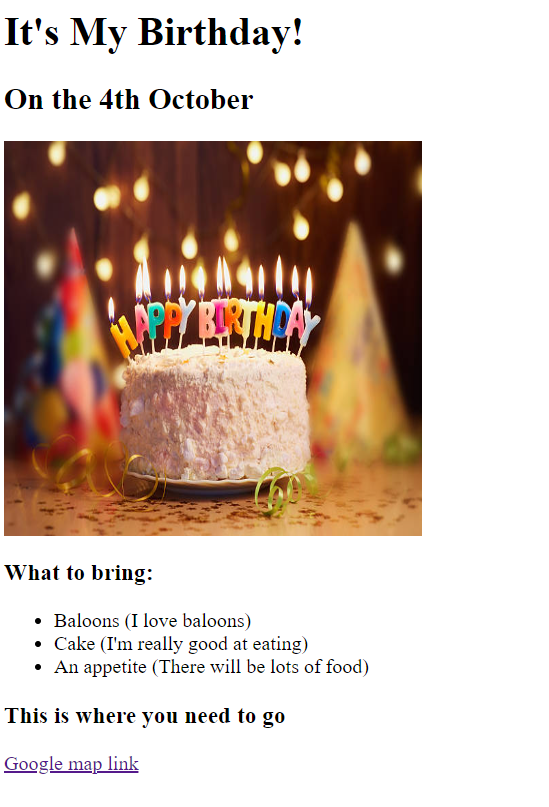 It's My Birthday!
On the 4th October
HAPPY BIRTHDAY
What to bring:
Baloons (I love baloons)
Cake (I'm really good at eating)
An appetite (There will be lots of food)
This is where you need to go
Google map link